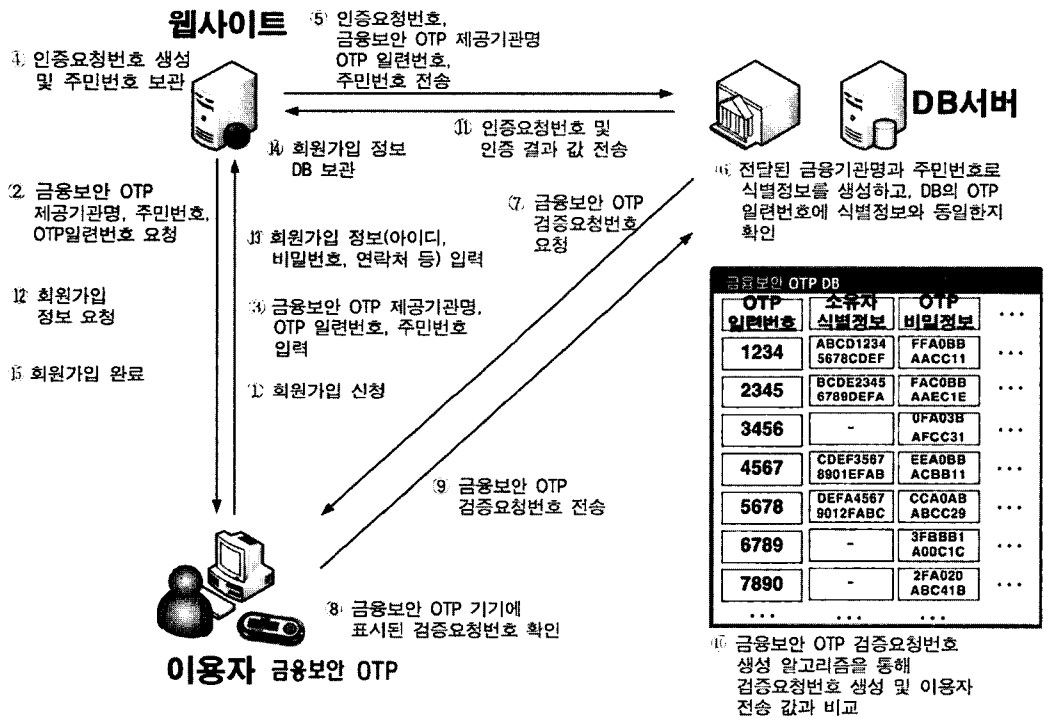 웹사이트
⑤ 인증요청번호,
금융보안 OTP 제공기관명
OTP 일련번호,
주민번호 전송
④ 인증요청번호 생성
및 주민번호 보관
DB서버
⑪ 인증요청번호 및
인증 결과 값 전송
⑭ 회원가입 정보
DB 보관
⑥ 전달된 금융기관명과 주민번호로
식별정보를 생성하고, DB의 OTP
일련번호에 식별정보와 동일한지
확인
② 금융보안 OTP
제공기관명, 주민번호,
OTP일련번호 요청
⑦ 금융보안 OTP
검증요청번호
요청
⑬ 회원가입 정보(아이디,
비밀번호, 연락처 등) 입력
⑫ 회원가입
정보 요청
③ 금융보안 OTP 제공기관명,
OTP 일련번호, 주민번호
입력
⑮ 회원가입 완료
① 회원가입 신청
금융보안 OTP DB
OTP 일련번호 소유자 식별정보 OTP 비밀정보 ...
1234 ABCD1234 5678CDEF FFA0BB AACC11 ...
2345 BCDE2345 6789DEFA FAC0BB AAEC1E ...
3456 - 0FA03B AFCC31 ...
4567 CDEF3567 8901EFAB EEA0BB ACBB11 ...
5678 DEFA4567 9012FABC CCA0AB ABCC29 ...
6789 - 3FBBB1 A00C1C ...
7890 - 2FA020 ABC41B ...
... ... ...
⑨ 금융보안 OTP
검증요청번호 전송
⑧ 금융보안 OTP 기기에
표시된 검증요청번호 확인
이용자 금융보안 OTP
금융보안 OTP 검증요청번호
생성 알고리즘을 통해
검증요청번호 생성 및 이용자
전송 값과 비교